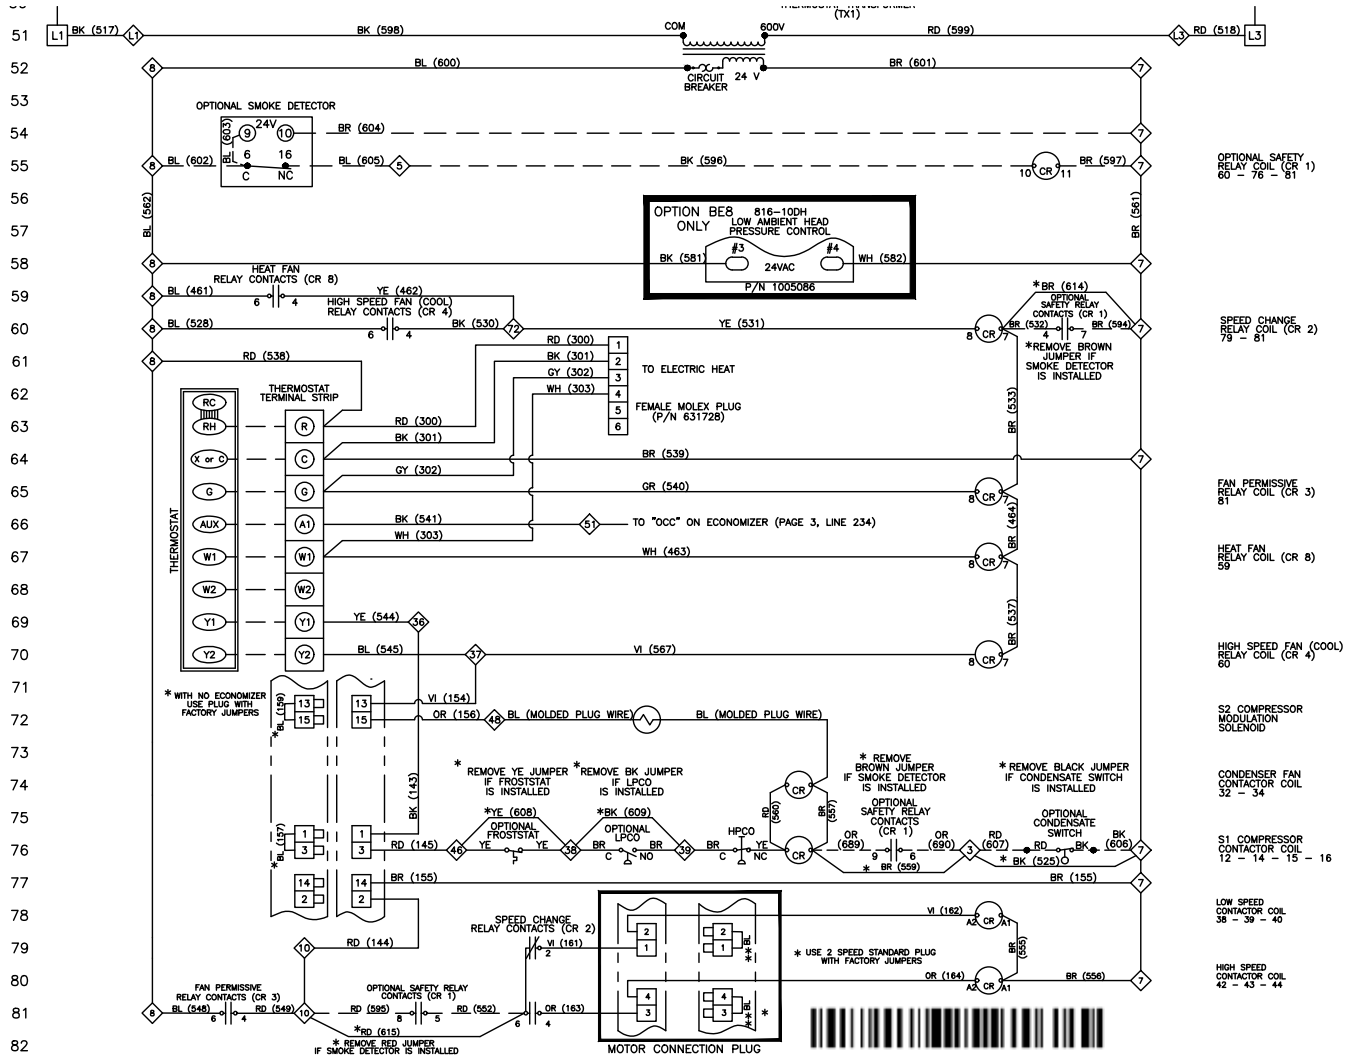 (TX1)
51
L1
BK (517)
L1
BK (598)
COM
600V
RD (599)
L3
RD (518)
L3
52
8
BL (600)
CIRCUIT
BREAKER
24 V
BR (601)
7
53
OPTIONAL SMOKE DETECTOR
54
BL (603)
9
24V
10
BR (604)
7
55
8
BL (602)
6
16
C
NC
BL (605)
5
BK (596)
10
CR
11
BR (597)
7
OPTIONAL SAFETY
RELAY COIL (CR 1)
60 - 76 - 81
56
BL (562)
BR (561)
OPTION BE8
ONLY
816-10DH
LOW AMBIENT HEAD
PRESSURE CONTROL
57
58
8
BK (581)
#3
24VAC
#4
WH (582)
7
P/N 1005086
HEAT FAN
RELAY CONTACTS (CR 8)
59
8
BL (461)
6
4
YE (462)
*BR (614)
HIGH SPEED FAN (COOL)
RELAY CONTACTS (CR 4)
OPTIONAL
SAFETY RELAY
CONTACTS (CR 1)
60
8
BL (528)
6
4
BK (530)
72
YE (531)
8
CR
7
BR (532)
4
7
BR (594)
7
SPEED CHANGE
RELAY COIL (CR 2)
79 - 81
*REMOVE BROWN
JUMPER IF
SMOKE DETECTOR
IS INSTALLED
61
8
RD (538)
RD (300)
1
BK (301)
2
GY (302)
3
WH (303)
4
5
6
TO ELECTRIC HEAT
FEMALE MOLEX PLUG
(P/N 631728)
62
THERMOSTAT
TERMINAL STRIP
BR (533)
THERMOSTAT
RC
63
RH
R
RD (300)
BK (301)
64
X or C
C
BR (539)
7
GY (302)
65
G
G
GR (540)
8
CR
7
FAN PERMISSIVE
RELAY COIL (CR 3)
81
66
AUX
A1
BK (541)
51
TO "OCC" ON ECONOMIZER (PAGE 3, LINE 234)
BR (464)
WH (303)
67
W1
W1
WH (463)
8
CR
7
HEAT FAN
RELAY COIL (CR 8)
59
68
W2
W2
69
Y1
Y1
YE (544)
36
BR (537)
70
Y2
Y2
BL (545)
37
VI (567)
8
CR
7
HIGH SPEED FAN (COOL)
RELAY COIL (CR 4)
60
71
* WITH NO ECONOMIZER
USE PLUG WITH
FACTORY JUMPERS
* BL (159)
13
13
VI (154)
72
15
15
OR (156)
48
BL (MOLDED PLUG WIRE)
BL (MOLDED PLUG WIRE)
S2 COMPRESSOR
MODULATION
SOLENOID
73
74
BK (143)
* REMOVE YE JUMPER
IF FROSTSTAT
IS INSTALLED
*REMOVE BK JUMPER
IF LPCO
IS INSTALLED
CR
* REMOVE
BROWN JUMPER
IF SMOKE DETECTOR
IS INSTALLED
* REMOVE BLACK JUMPER
IF CONDENSATE SWITCH
IS INSTALLED
CONDENSER FAN
CONTACTOR COIL
32 - 34
75
*YE (608)
OPTIONAL
FROSTSTAT
*BK (609)
OPTIONAL
LPCO
HPCO
RD (560)
BR (557)
OPTIONAL
SAFETY RELAY
CONTACTS
(CR 1)
OPTIONAL
CONDENSATE
SWITCH
76
* BL (157)
1
3
1
3
RD (145)
46
YE
YE
38
BR
C
NO
BR
39
BR
C
YE
NC
CR
OR
(689)
9
6
OR
(690)
3
RD
(607)
RD
BK
BK
(606)
7
* BR (559)
* BK (525)
S1 COMPRESSOR
CONTACTOR COIL
12 - 14 - 15 - 16
77
14
2
14
2
BR (155)
BR (155)
7
78
SPEED CHANGE
RELAY CONTACTS (CR 2)
2
1
2
1
BL
**
VI (162)
A2
CR
A1
LOW SPEED
CONTACTOR COIL
38 - 39 - 40
79
10
RD (144)
VI (161)
2
* USE 2 SPEED STANDARD PLUG
WITH FACTORY JUMPERS
BR
(555)
80
OR (164)
A2
CR
A1
BR (556)
7
HIGH SPEED
CONTACTOR COIL
42 - 43 - 44
FAN PERMISSIVE
RELAY CONTACTS (CR 3)
OPTIONAL SAFETY RELAY
CONTACTS (CR 1)
81
8
BL (548)
6
4
RD (549)
10
RD (595)
8
5
RD (552)
6
4
OR (163)
4
3
4
3
BL
**
*
*RD (615)
82
* REMOVE RED JUMPER
IF SMOKE DETECTOR IS INSTALLED
MOTOR CONNECTION PLUG